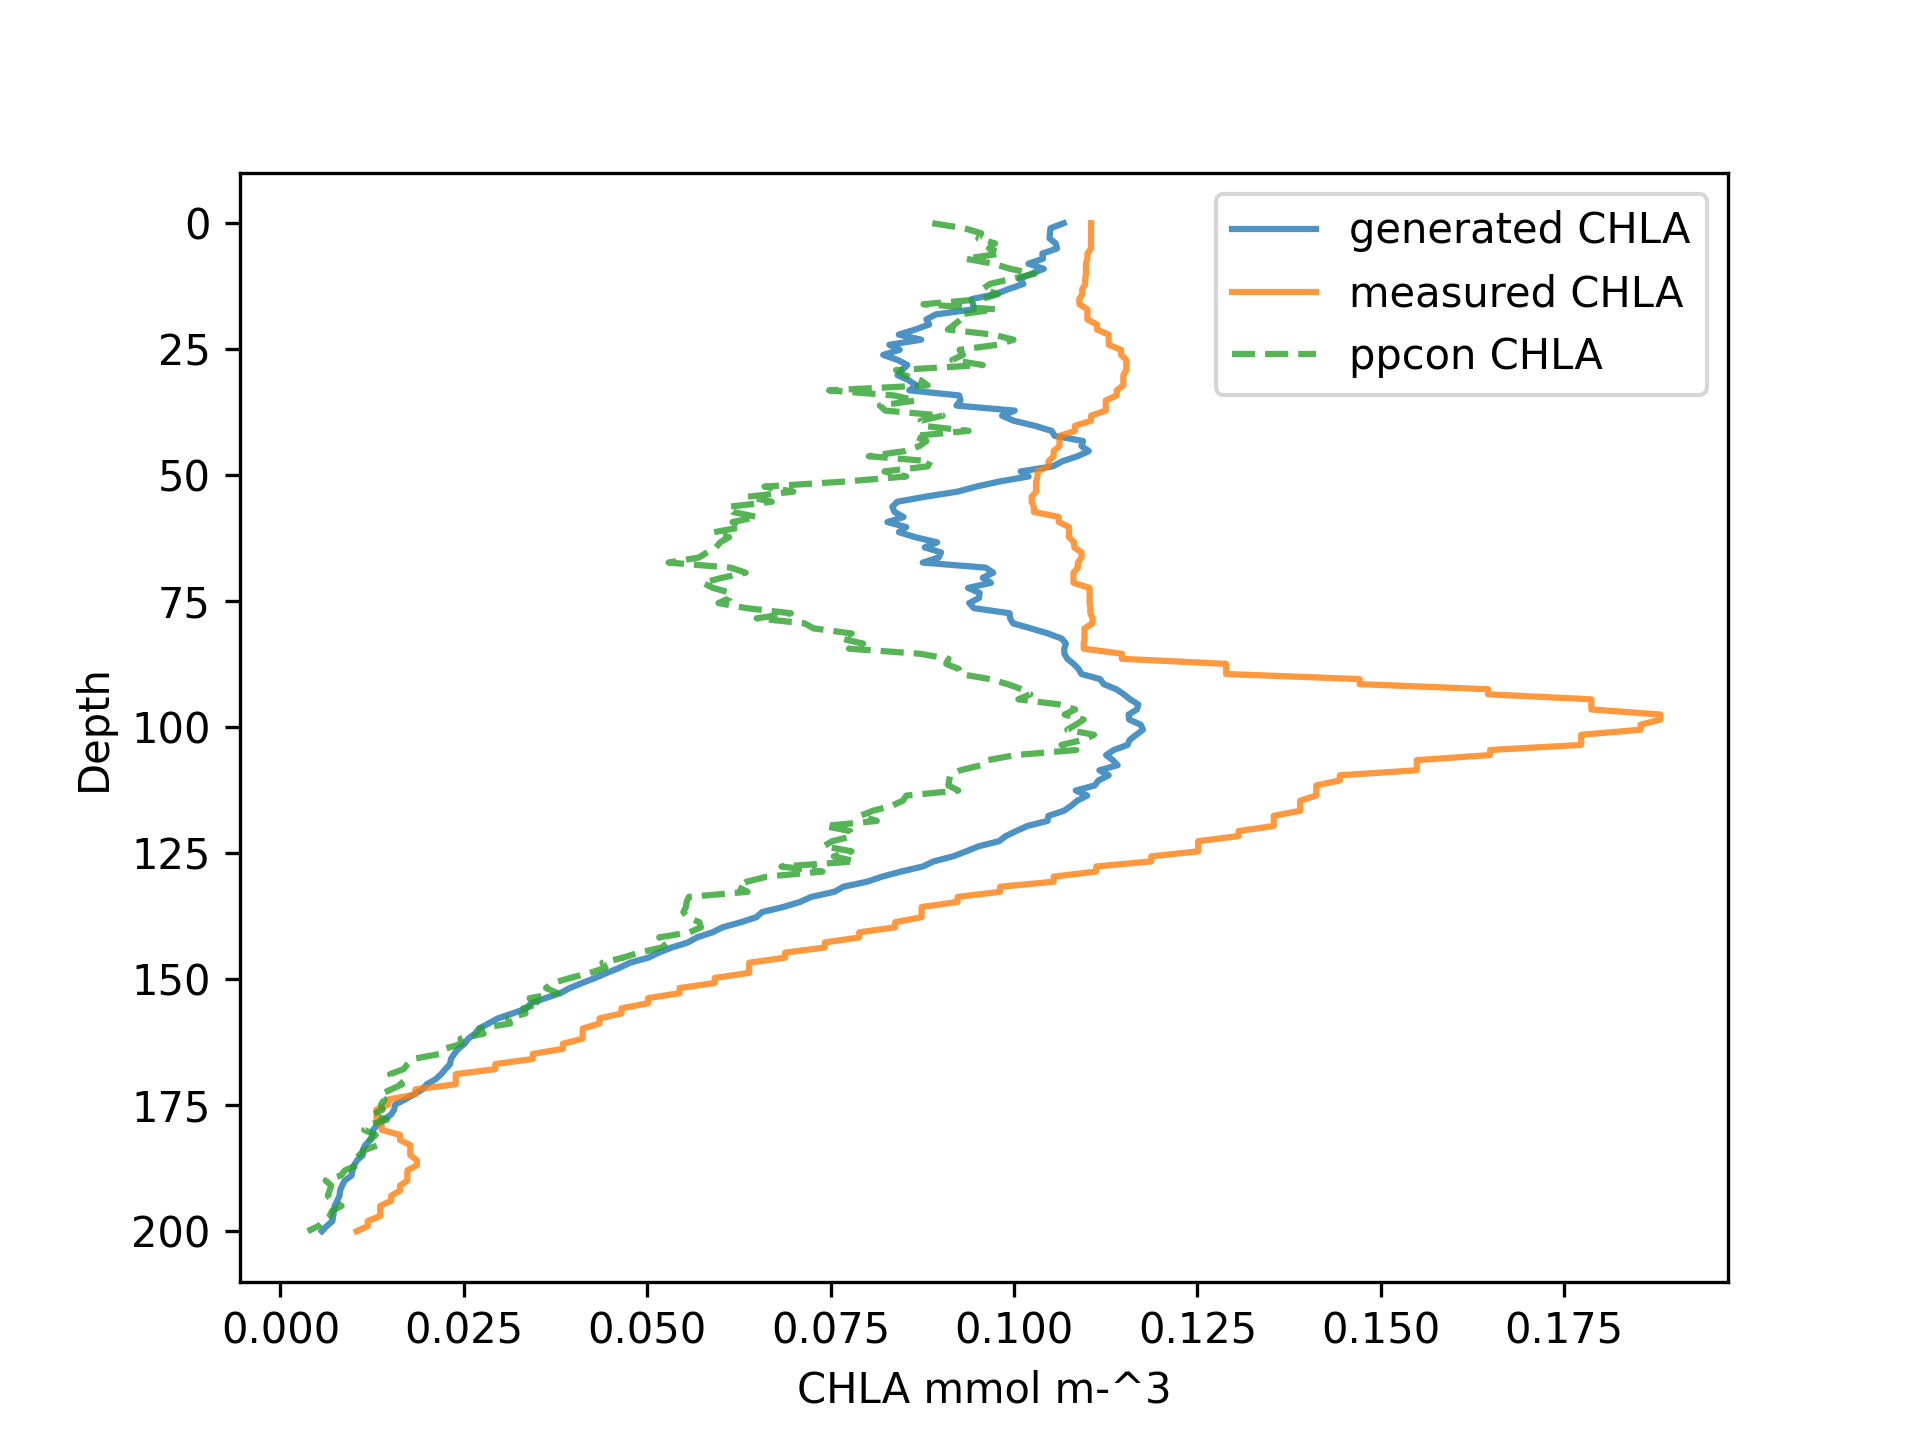 generated CHLA
measured CHLA
ppcon CHLA
0
25
50
75
100
125
150
175
200
Depth
0.000 0.025 0.050 0.075 0.100 0.125 0.150 0.175
CHLA mmol m-^3